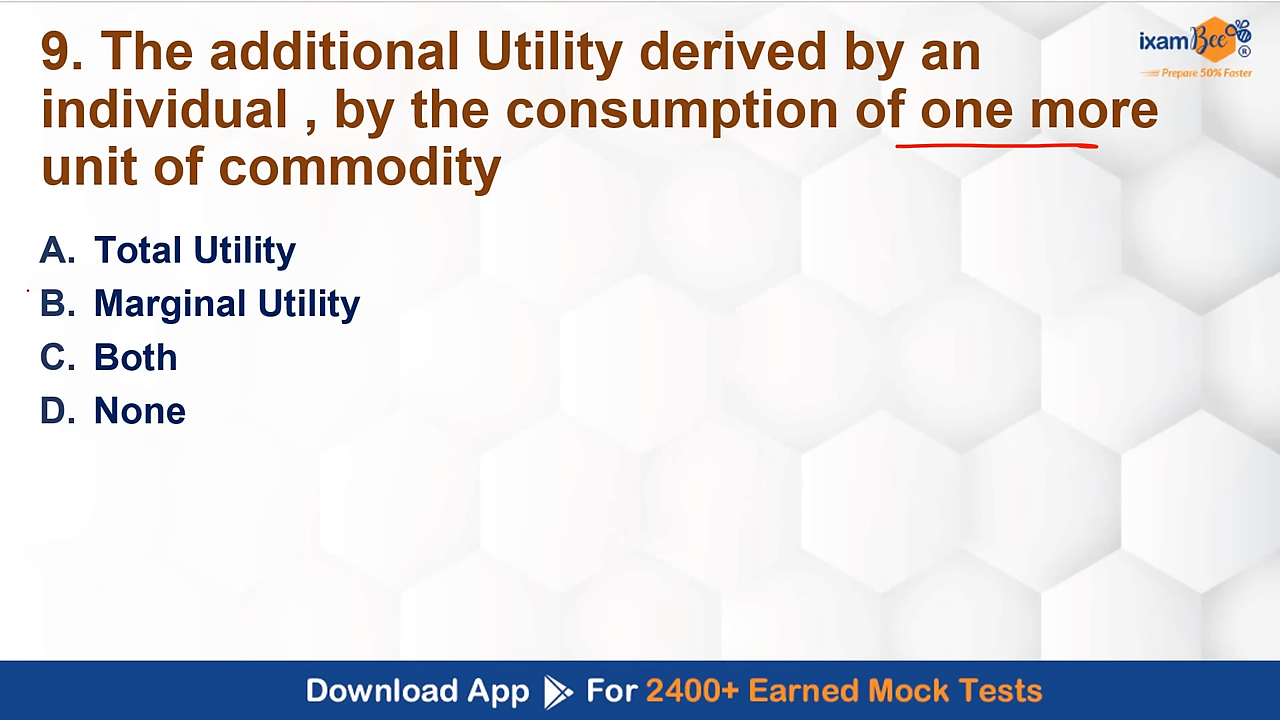 9. The additional Utility derived by an
individual , by the consumption of one more
unit of commodity
ixamBee®
Prepare 50% Faster
A. Total Utility
B. Marginal Utility
C. Both
D. None
Download App For 2400+ Earned Mock Tests